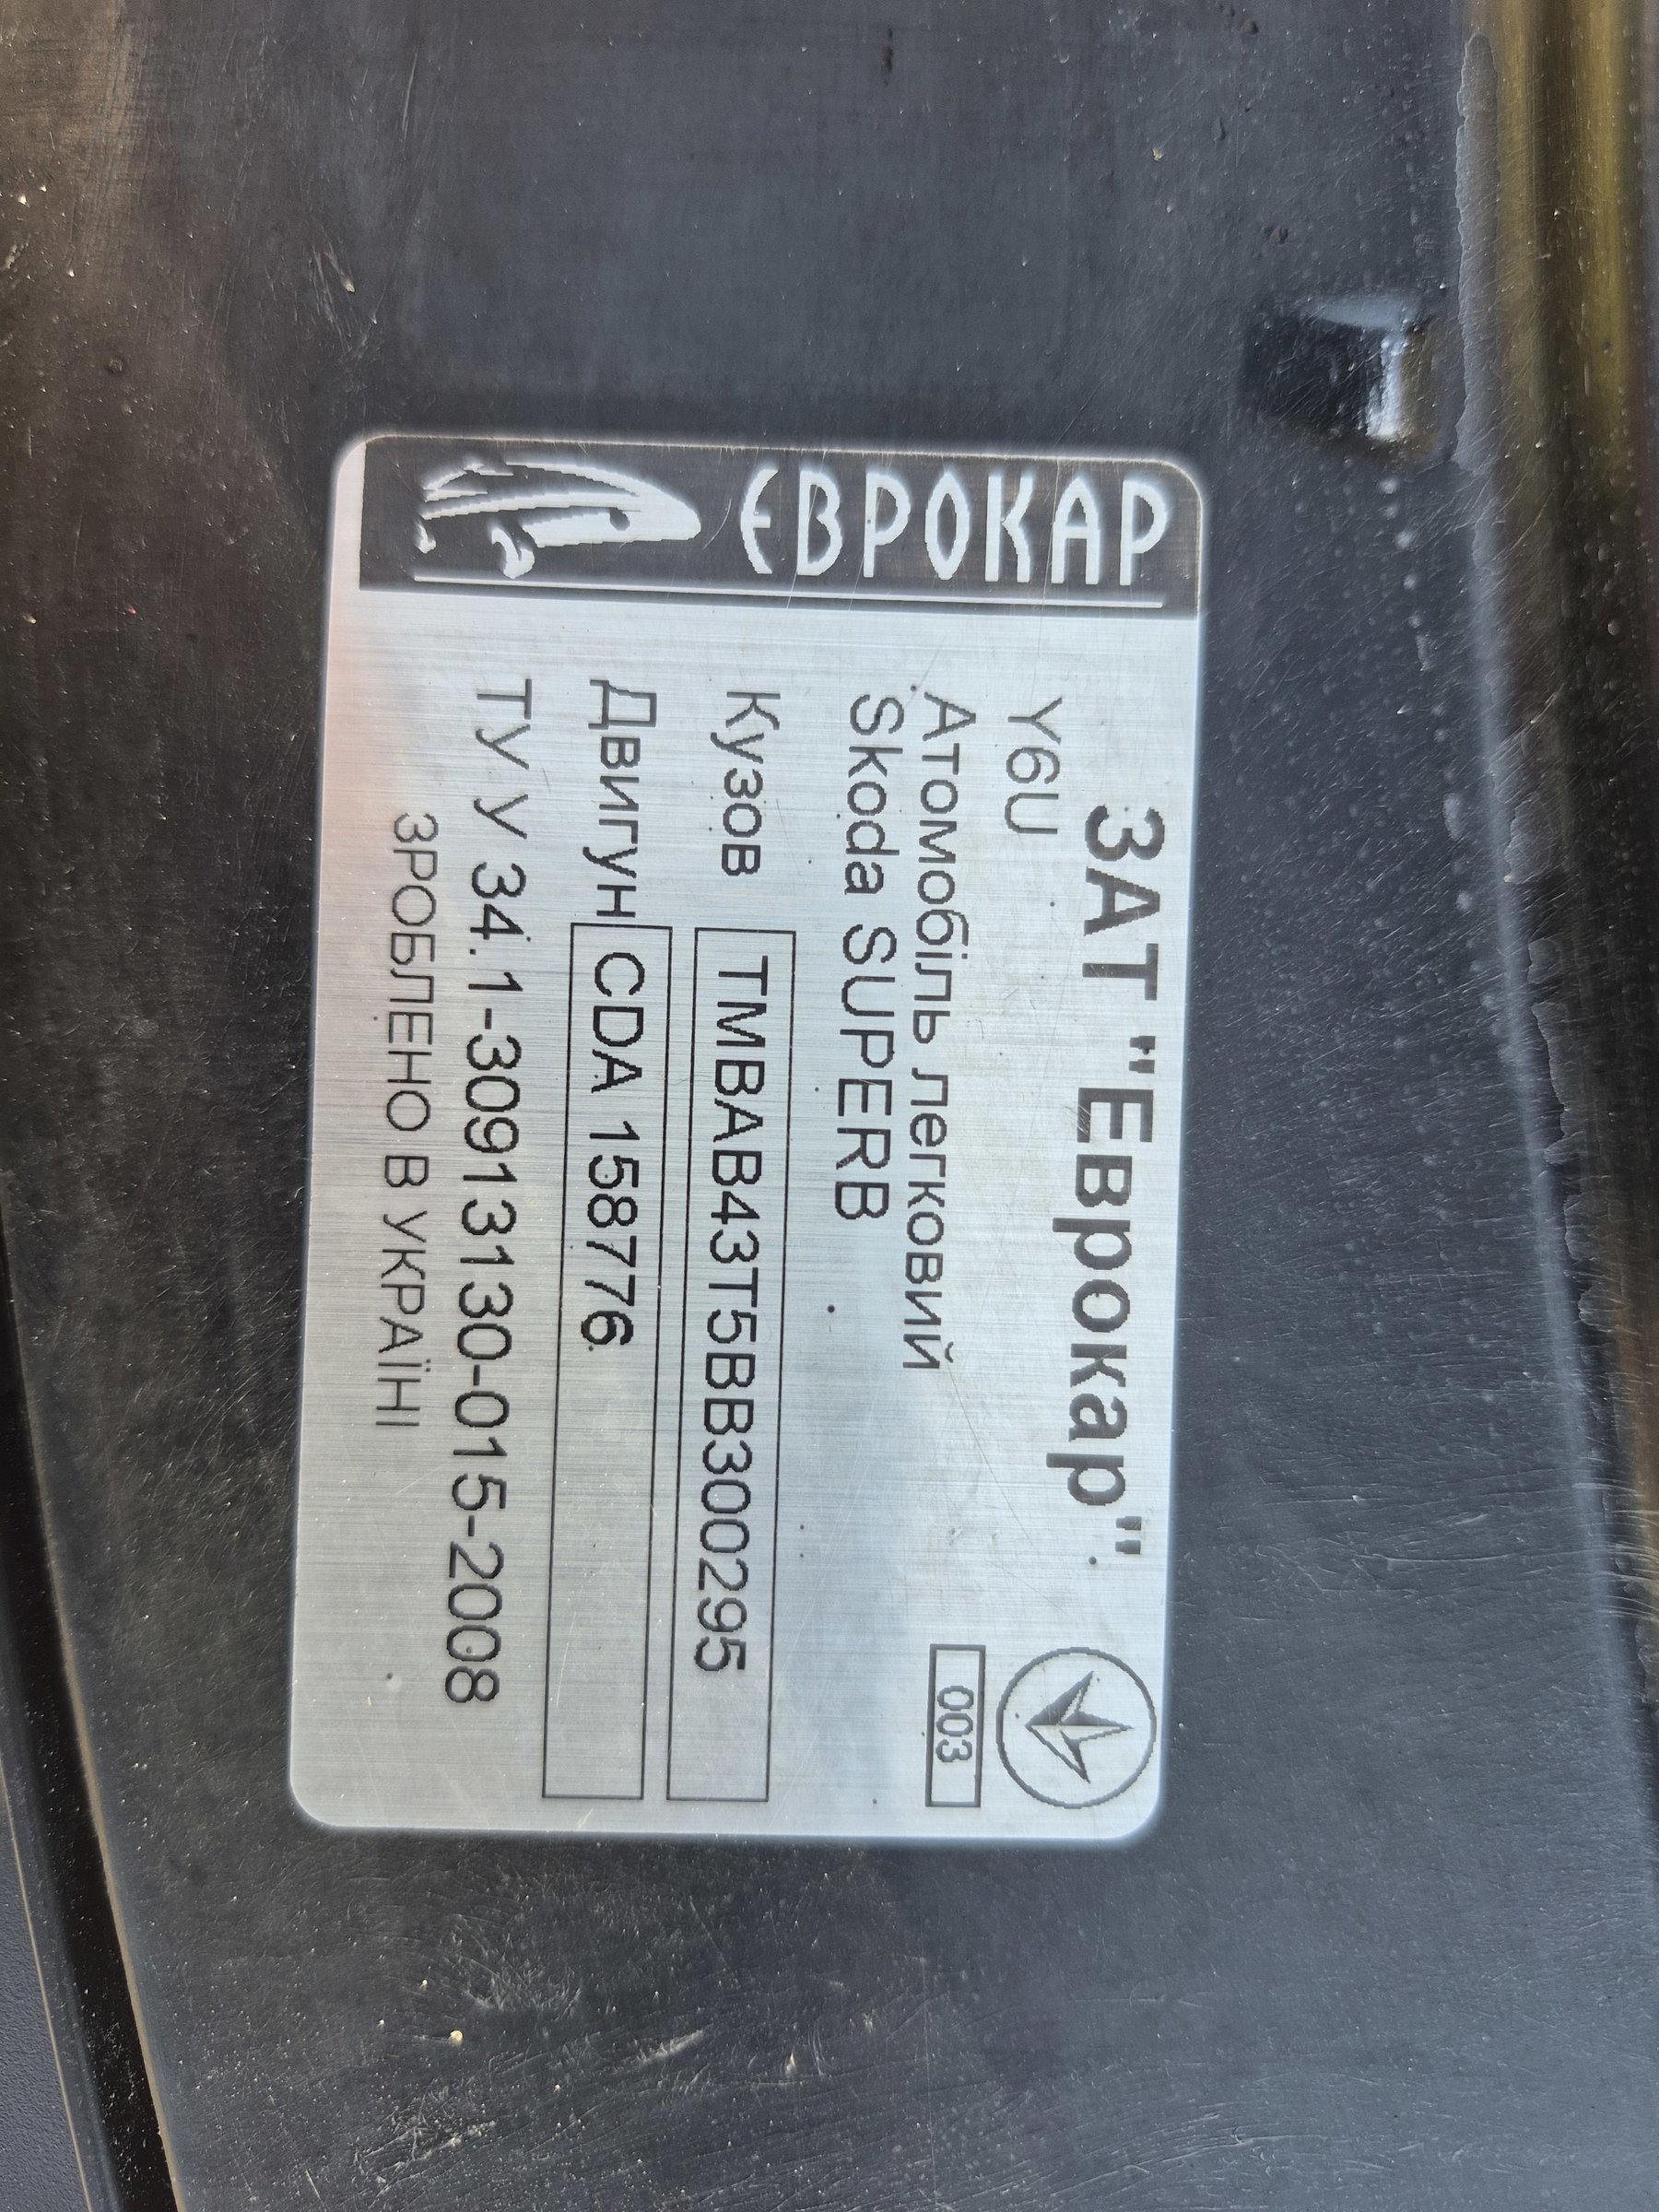 ЄВРОКАР
ЗАТ "Еврокар"
Y6U
Атомобіль легковий
003
Skoda SUPERB
Кузов TMBAB43T5BB300295
Двигун CDA 158776
ТУ У 34.1-30913130-015-2008
ЗРОБЛЕНО В УКРАЇНІ